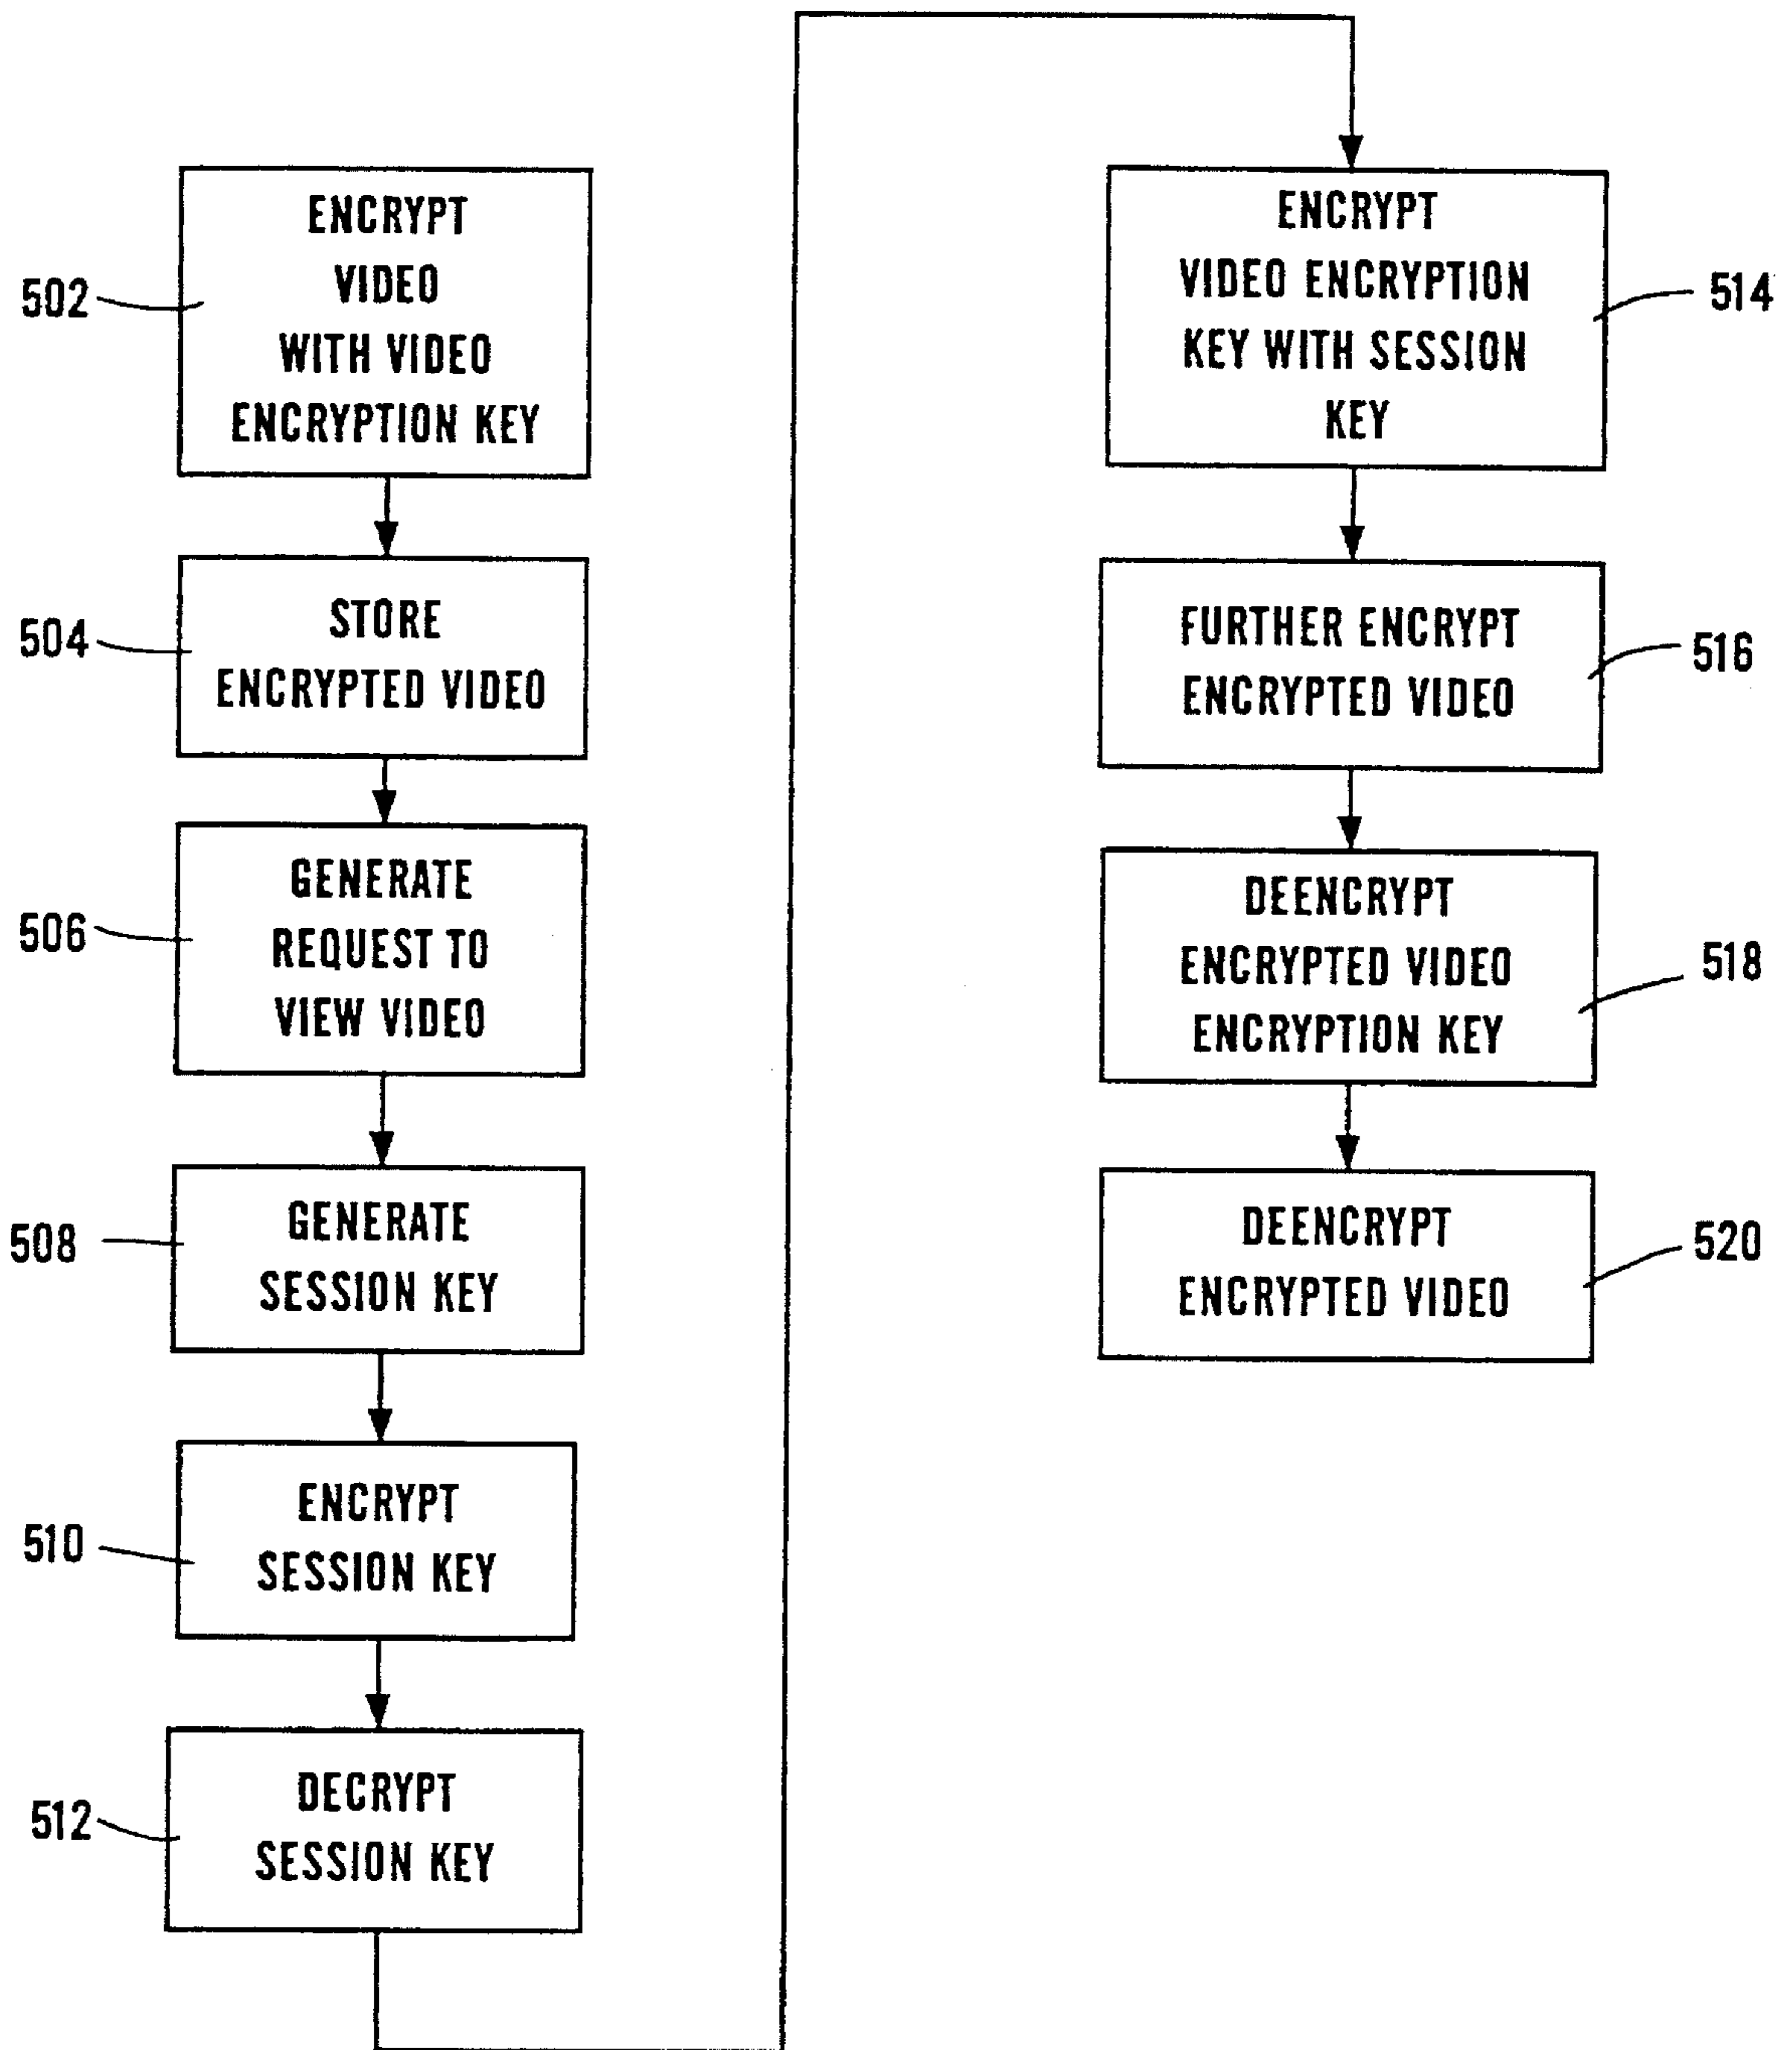 502
ENCRYPT
VIDEO
WITH VIDEO
ENCRYPTION KEY
504
STORE
ENCRYPTED VIDEO
506
GENERATE
REQUEST TO
VIEW VIDEO
508
GENERATE
SESSION KEY
510
ENCRYPT
SESSION KEY
512
DECRYPT
SESSION KEY
ENCRYPT
VIDEO ENCRYPTION
KEY WITH SESSION
KEY
514
FURTHER ENCRYPT
ENCRYPTED VIDEO
516
DEENCRYPT
ENCRYPTED VIDEO
ENCRYPTION KEY
518
DEENCRYPT
ENCRYPTED VIDEO
520